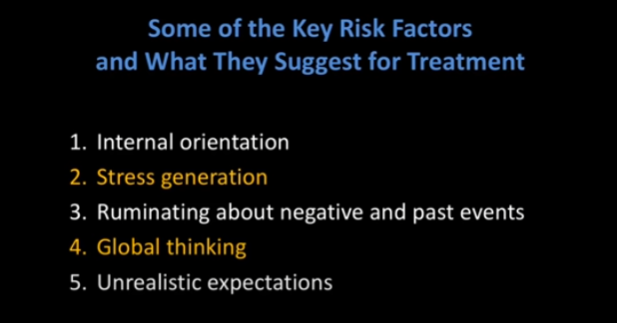 Some of the Key Risk Factors
and What They Suggest for Treatment
1. Internal orientation
2. Stress generation
3. Ruminating about negative and past events
4. Global thinking
5. Unrealistic expectations